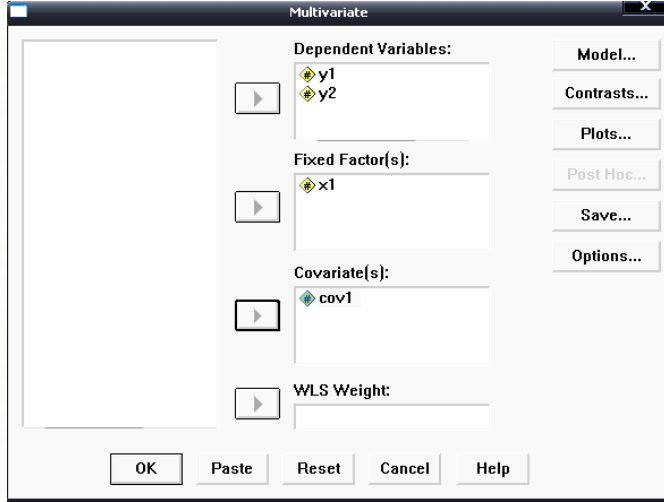 Multivariate
X
Dependent Variables:
# y1
# y2
Fixed Factor(s):
# x1
Covariate(s):
# cov1
WLS Weight:
Model...
Contrasts...
Plots...
Post Hoc...
Save...
Options...
OK
Paste
Reset
Cancel
Help